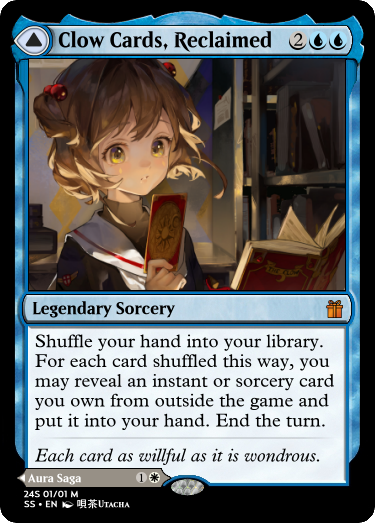 Clow Cards, Reclaimed 2
Legendary Sorcery
Shuffle your hand into your library.
For each card shuffled this way, you
may reveal an instant or sorcery card
you own from outside the game and
put it into your hand. End the turn.
Each card as willful as it is wondrous.
Aura Saga 1
24S 01/01 M
SS • EN 唄茶Utacha